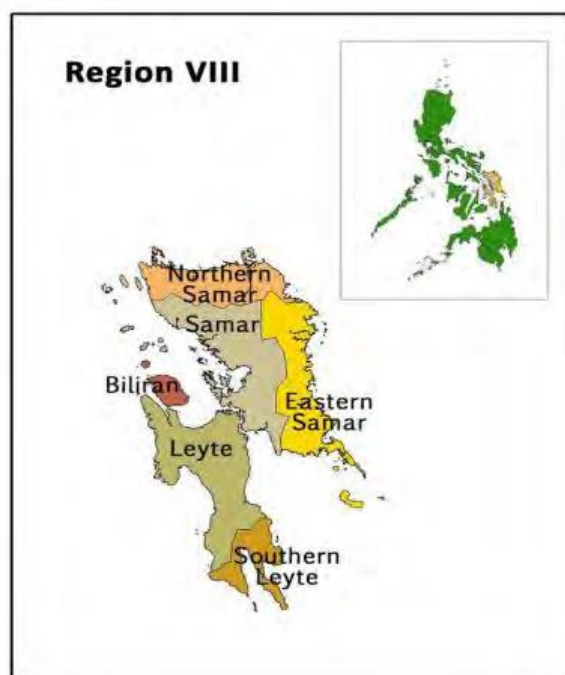 Region VIII
Northern
Samar
Samar
Biliran
Eastern
Samar
Leyte
Southern
Leyte